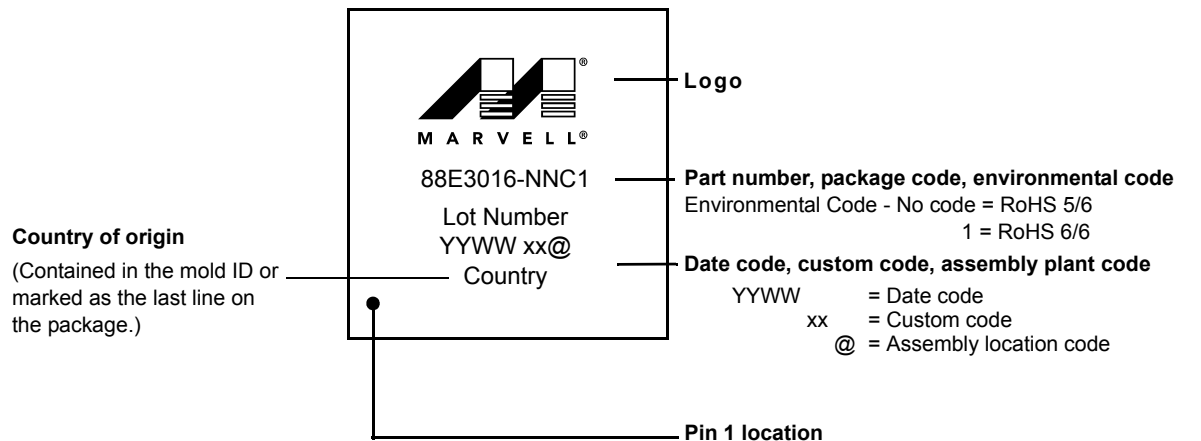 ®
MARVELL®
88E3016-NNC1
Lot Number
YYWW xx@
Country
Country of origin
(Contained in the mold ID or
marked as the last line on
the package.)
Logo
Part number, package code, environmental code
Environmental Code - No code = RoHS 5/6
1 = RoHS 6/6
Date code, custom code, assembly plant code
YYWW = Date code
xx = Custom code
@ = Assembly location code
Pin 1 location